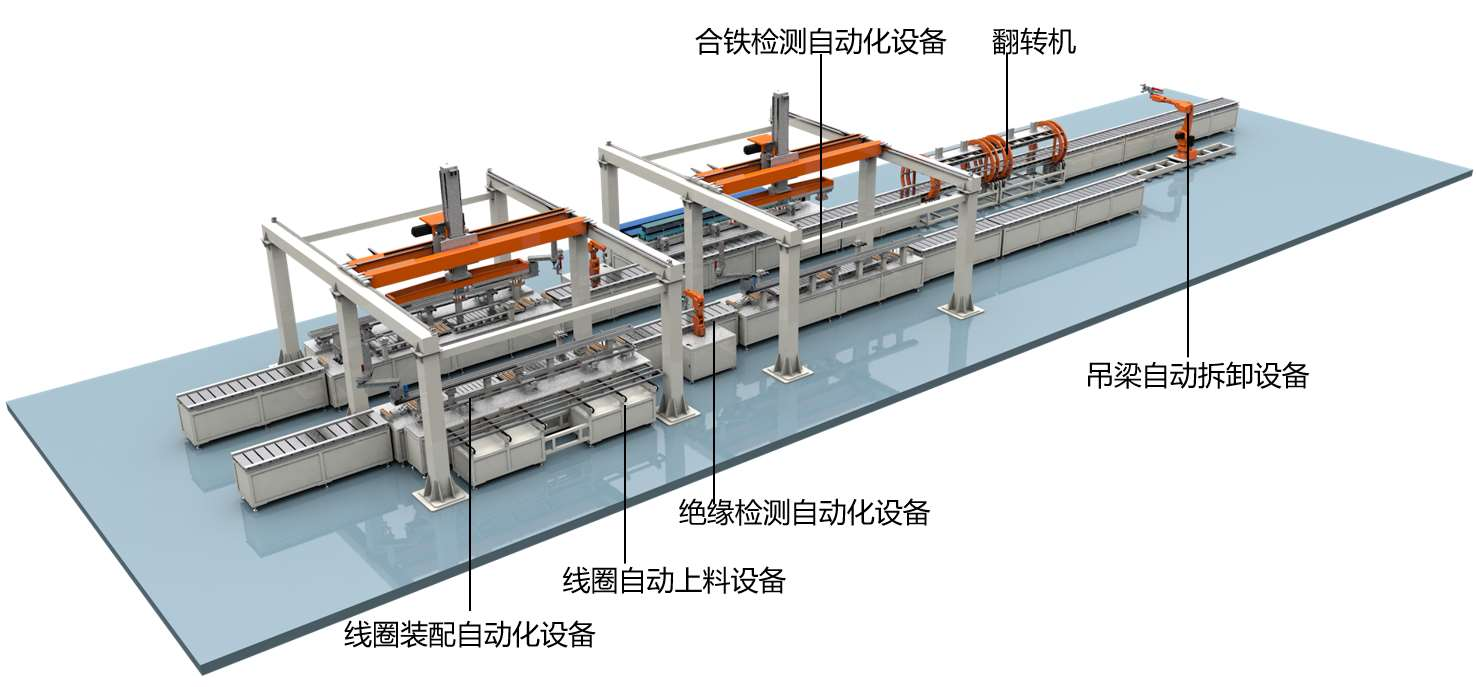 合铁检测自动化设备
翻转机
吊梁自动拆卸设备
绝缘检测自动化设备
线圈自动上料设备
线圈装配自动化设备